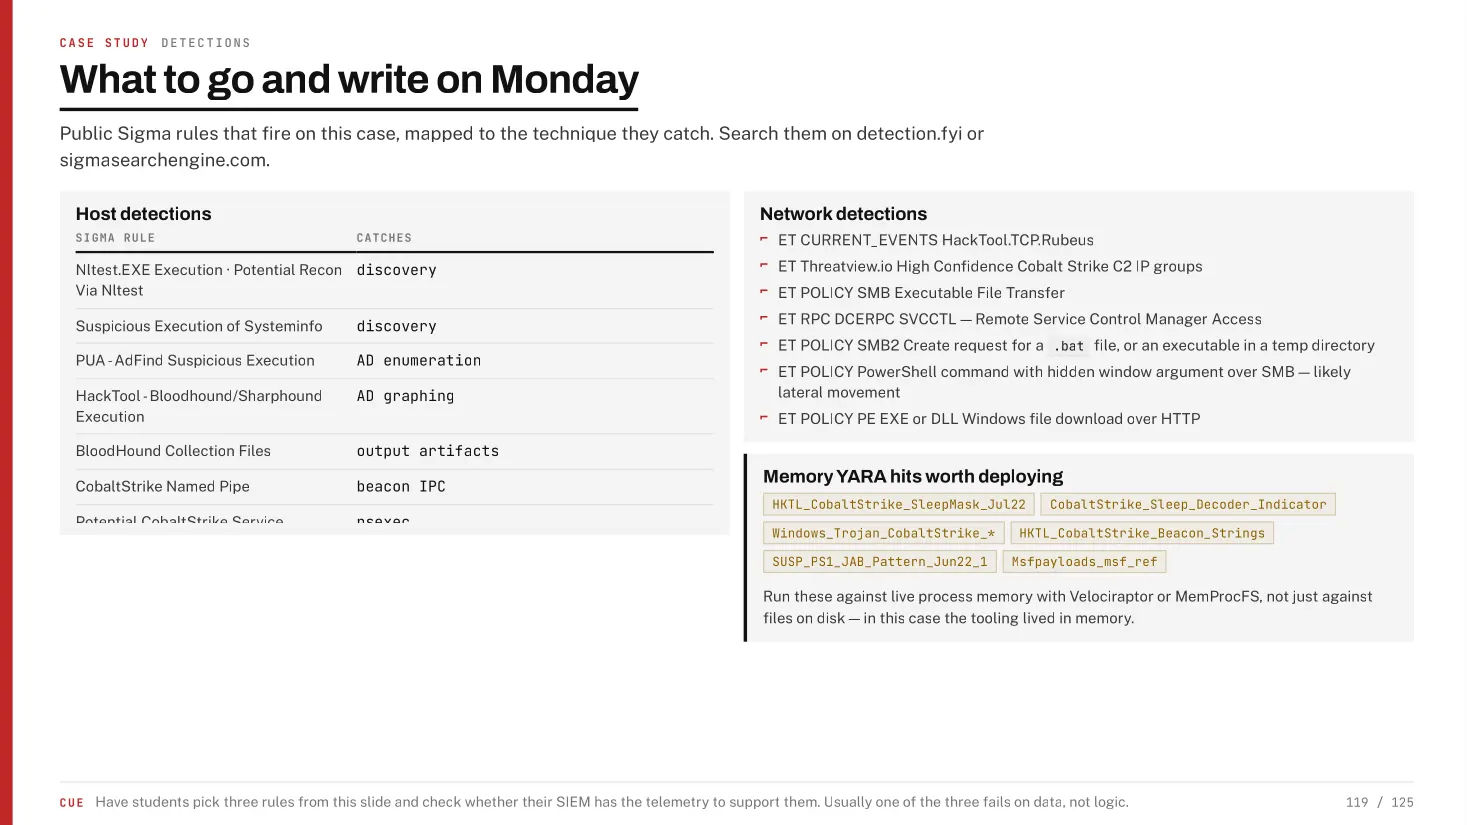 CASE STUDY DETECTIONS
What to go and write on Monday
Public Sigma rules that fire on this case, mapped to the technique they catch. Search them on detection.fyi or
sigmasearchengine.com.
Host detections
SIGMA RULE CATCHES
Nltest.EXE Execution · Potential Recon discovery
Via Nltest
Suspicious Execution of Systeminfo discovery
PUA - AdFind Suspicious Execution AD enumeration
HackTool - Bloodhound/Sharphound AD graphing
Execution
BloodHound Collection Files output artifacts
CobaltStrike Named Pipe beacon IPC
Potential CobaltStrike Service psexec
Network detections
ET CURRENT_EVENTS HackTool.TCP.Rubeus
ET Threatview.io High Confidence Cobalt Strike C2 IP groups
ET POLICY SMB Executable File Transfer
ET RPC DCERPC SVCCTL — Remote Service Control Manager Access
ET POLICY SMB2 Create request for a .bat file, or an executable in a temp directory
ET POLICY PowerShell command with hidden window argument over SMB — likely
lateral movement
ET POLICY PE EXE or DLL Windows file download over HTTP
Memory YARA hits worth deploying
HKTL_CobaltStrike_SleepMask_Jul22 CobaltStrike_Sleep_Decoder_Indicator
Windows_Trojan_CobaltStrike_* HKTL_CobaltStrike_Beacon_Strings
SUSP_PS1_JAB_Pattern_Jun22_1 Msfpayloads_msf_ref
Run these against live process memory with Velociraptor or MemProcFS, not just against
files on disk — in this case the tooling lived in memory.
CUE Have students pick three rules from this slide and check whether their SIEM has the telemetry to support them. Usually one of the three fails on data, not logic.
119 / 125